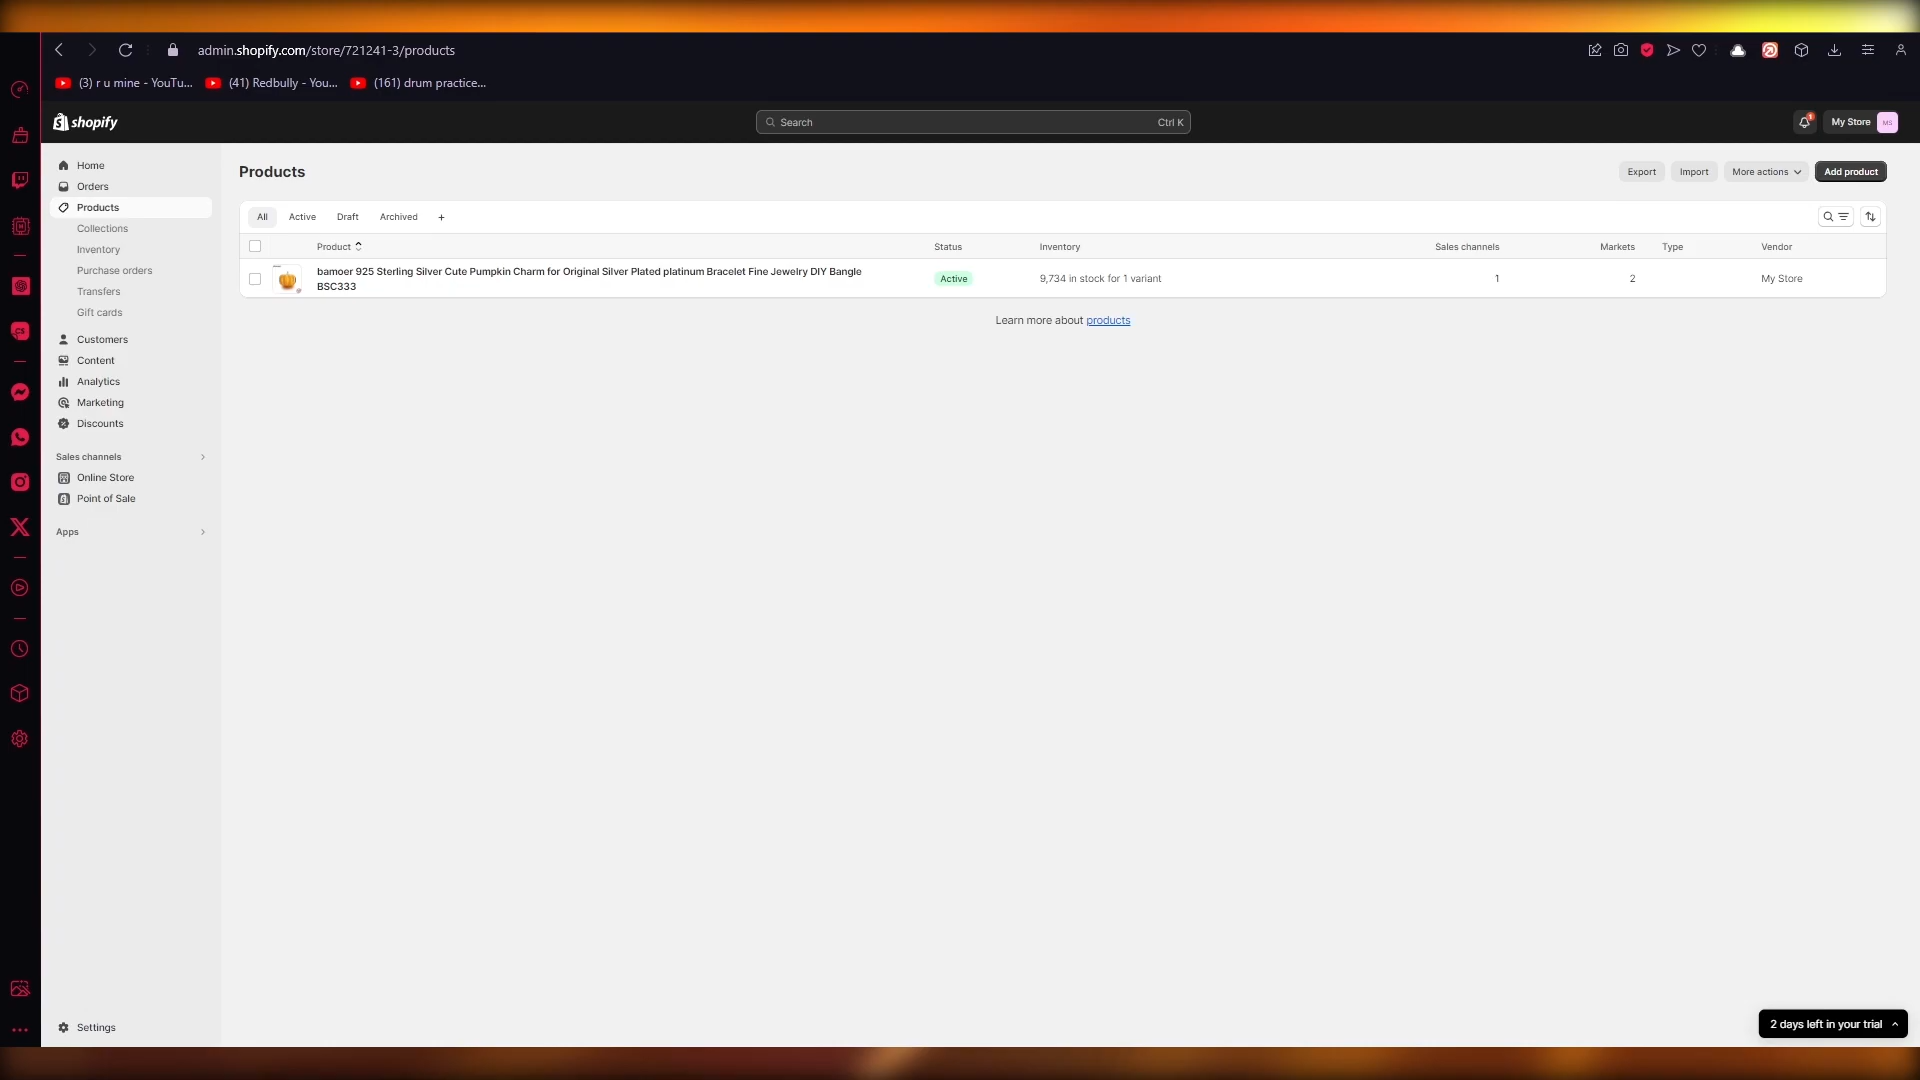 admin.shopify.com/store/721241-3/products
(3) r u mine - YouTu...
(41) Redbully - You...
(161) drum practice...
shopify
Search
Ctrl K
1
My Store
MS
Home
Orders
Products
Collections
Inventory
Purchase orders
Transfers
Gift cards
Customers
Content
Analytics
Marketing
Discounts
Sales channels
Online Store
Point of Sale
Apps
Settings
Products
Export
Import
More actions
Add product
All
Active
Draft
Archived
+
Product
Status
Inventory
Sales channels
Markets
Type
Vendor
bamoer 925 Sterling Silver Cute Pumpkin Charm for Original Silver Plated platinum Bracelet Fine Jewelry DIY Bangle
BSC333
Active
9,734 in stock for 1 variant
1
2
My Store
Learn more about products
2 days left in your trial